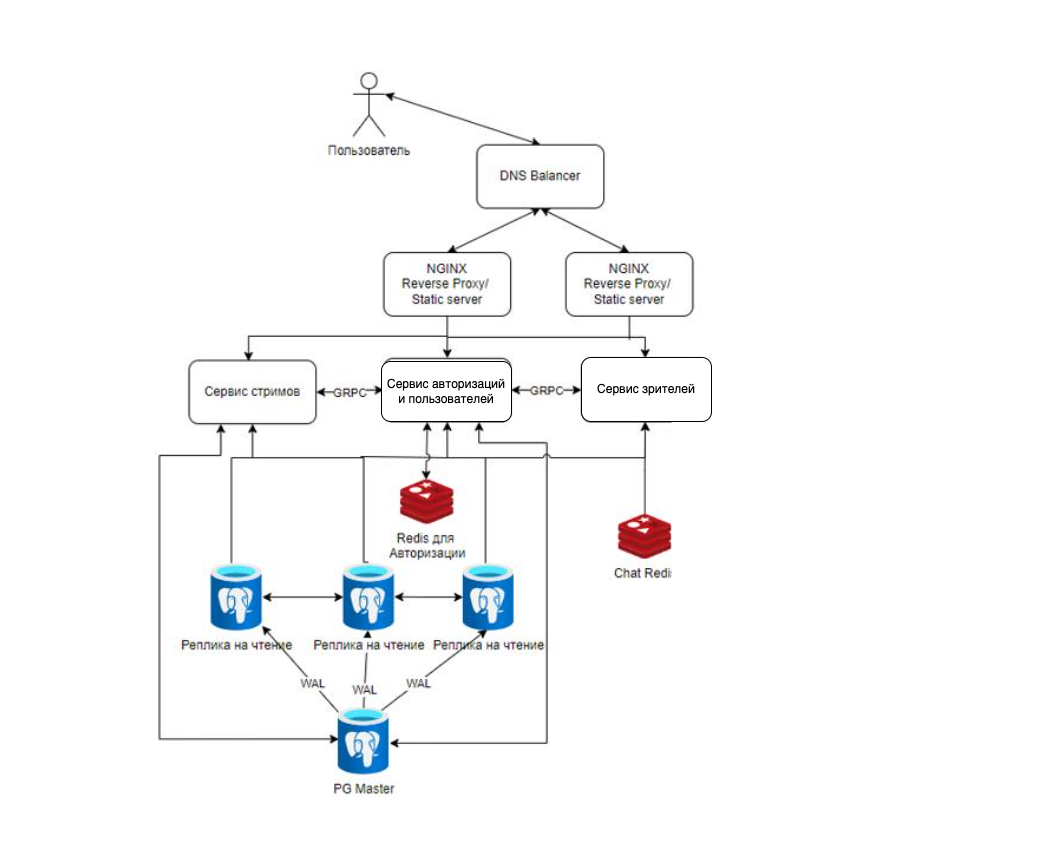 Пользователь
DNS Balancer
NGINX
Reverse Proxy/
Static server
NGINX
Reverse Proxy/
Static server
Сервис стримов
GRPC
Сервис авторизаций
и пользователей
GRPC
Сервис зрителей
Redis для
Авторизации
Chat Redi
Реплика на чтение
Реплика на чтение
Реплика на чтение
WAL
WAL
WAL
PG Master